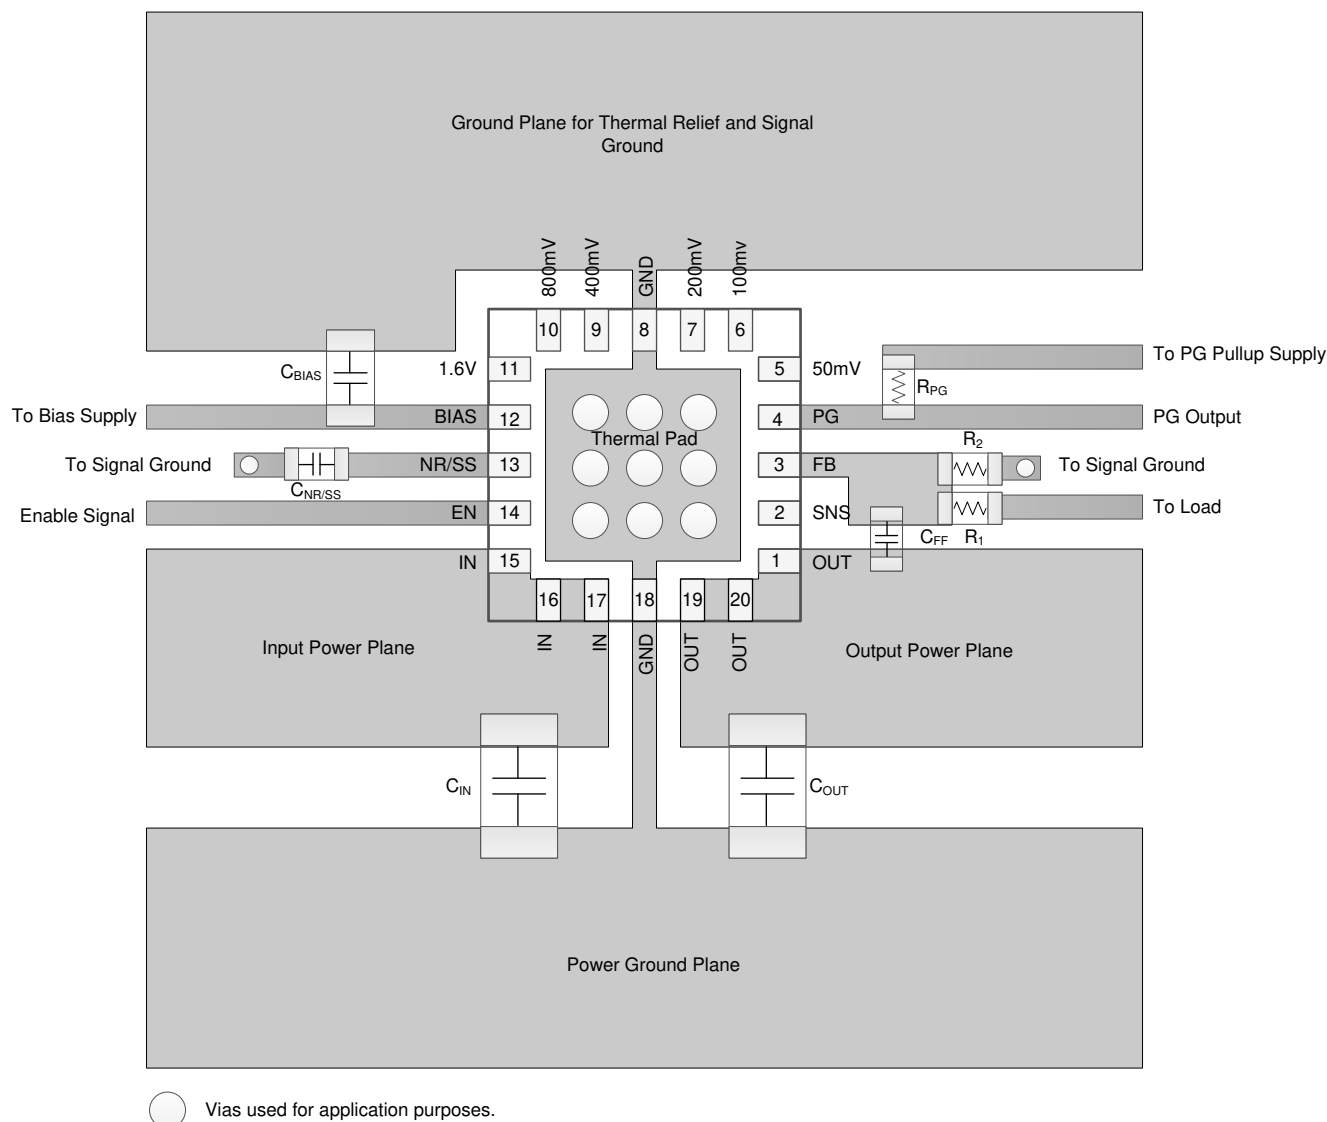 Ground Plane for Thermal Relief and Signal
Ground
800mV
400mV
GND
200mV
100mv
10
9
8
7
6
1.6V
11
5
50mV
To PG Pullup Supply
CBIAS
RPG
To Bias Supply
BIAS
12
4
PG
PG Output
Thermal Pad
R2
To Signal Ground
NR/SS
13
3
FB
To Signal Ground
CNR/SS
Enable Signal
EN
14
2
SNS
To Load
CFF
R1
IN
15
1
OUT
16
17
18
19
20
IN
IN
GND
OUT
OUT
Input Power Plane
Output Power Plane
CIN
COUT
Power Ground Plane
Vias used for application purposes.